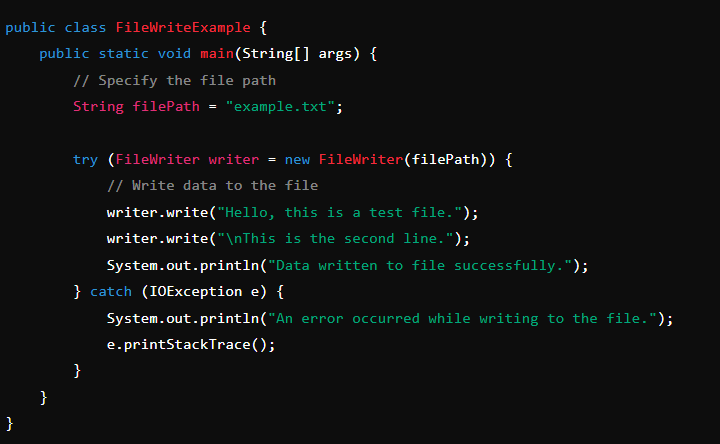 public class FileWriteExample {
    public static void main(String[] args) {
        // Specify the file path
        String filePath = "example.txt";

        try (FileWriter writer = new FileWriter(filePath)) {
            // Write data to the file
            writer.write("Hello, this is a test file.");
            writer.write("\nThis is the second line.");
            System.out.println("Data written to file successfully.");
        } catch (IOException e) {
            System.out.println("An error occurred while writing to the file.");
            e.printStackTrace();
        }
    }
}